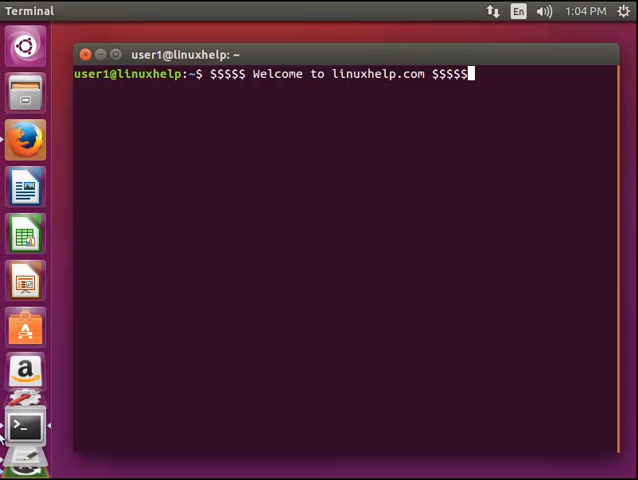 Terminal
En
1:04 PM
user1@linuxhelp: ~
user1@linuxhelp:~$ $$$$$ Welcome to linuxhelp.com $$$$$